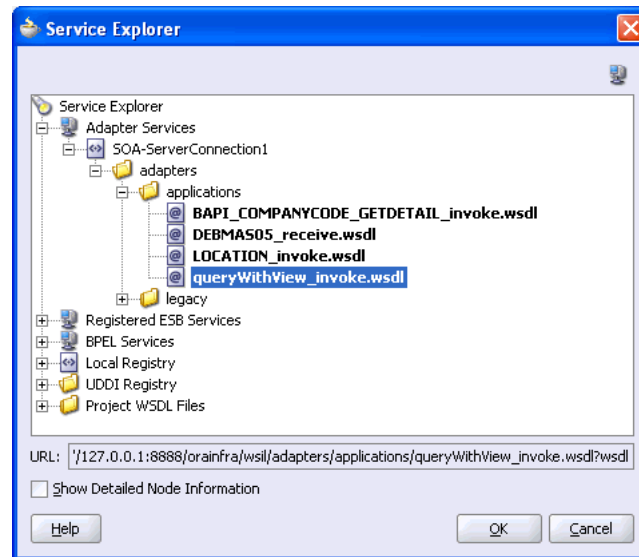 Service Explorer
Service Explorer
Adapter Services
SOA-ServerConnection1
adapters
applications
BAPI_COMPANYCODE_GETDETAIL_invoke.wsdl
DEBMAS05_receive.wsdl
LOCATION_invoke.wsdl
queryWithView_invoke.wsdl
legacy
Registered ESB Services
BPEL Services
Local Registry
UDDI Registry
Project WSDL Files
URL: '/127.0.0.1:8888/orainfra/wsil/adapters/applications/queryWithView_invoke.wsdl?wsdl
Show Detailed Node Information
Help OK Cancel